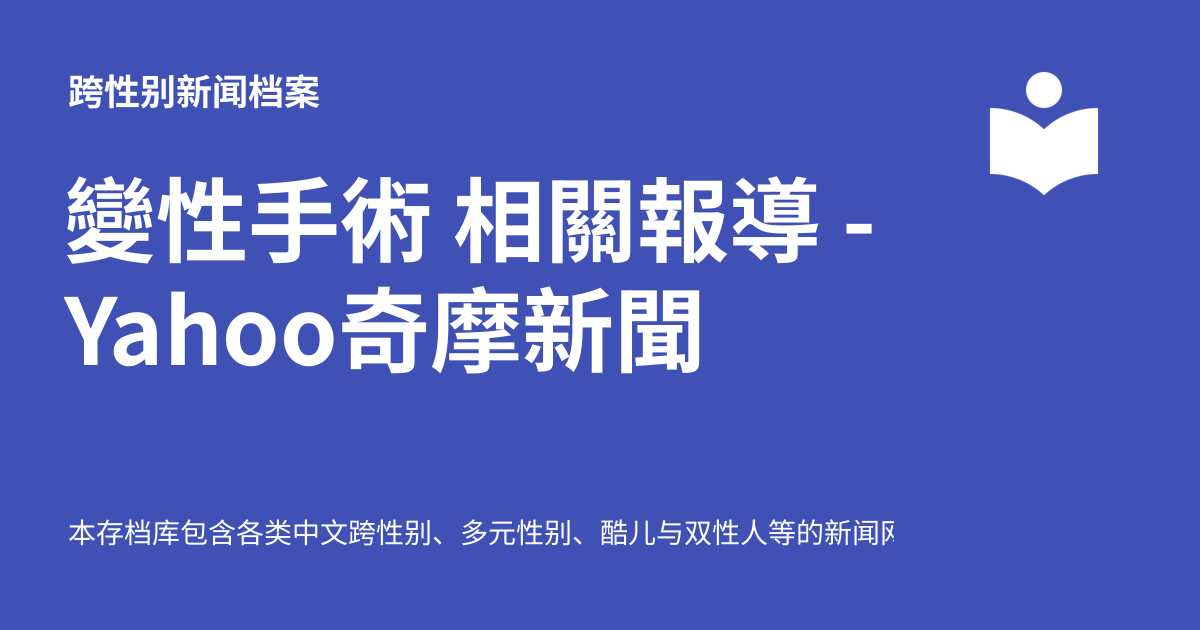 跨性别新闻档案
變性手術 相關報導 -
Yahoo奇摩新聞
本存档库包含各类中文跨性别、多元性别、酷儿与双性人等的新闻